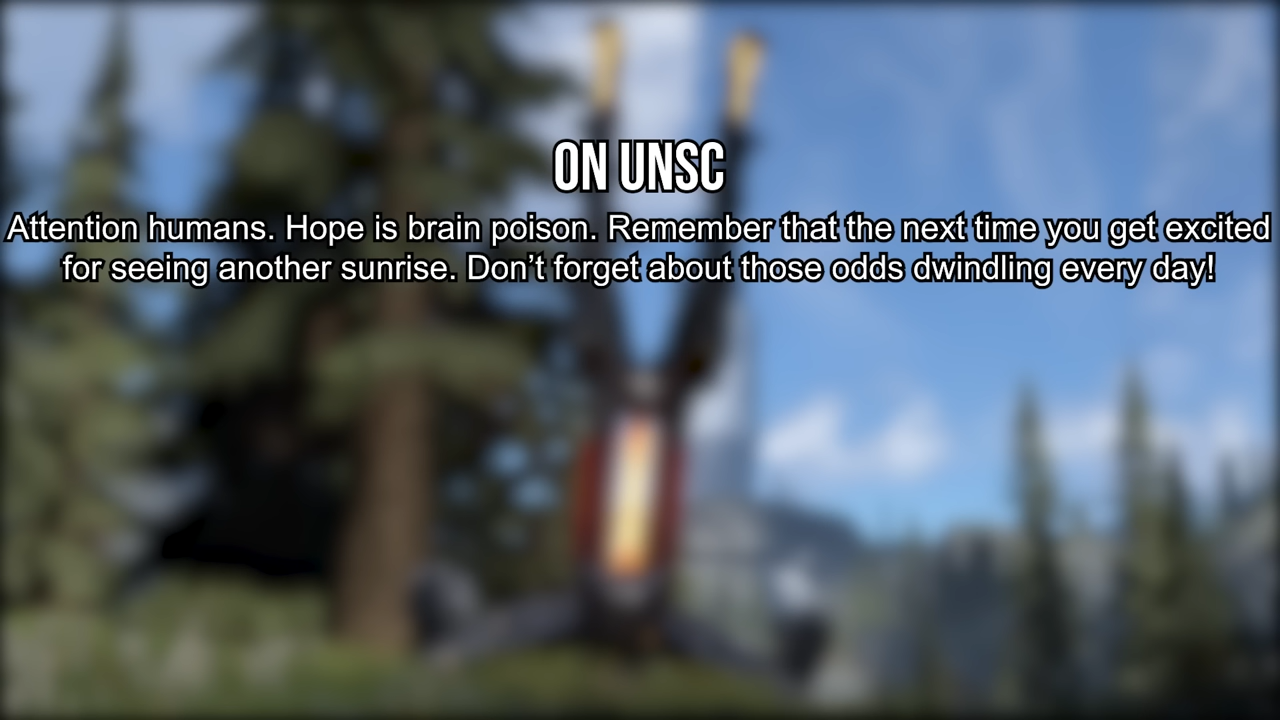 ON UNSC
Attention humans. Hope is brain poison. Remember that the next time you get excited
for seeing another sunrise. Don’t forget about those odds dwindling every day!